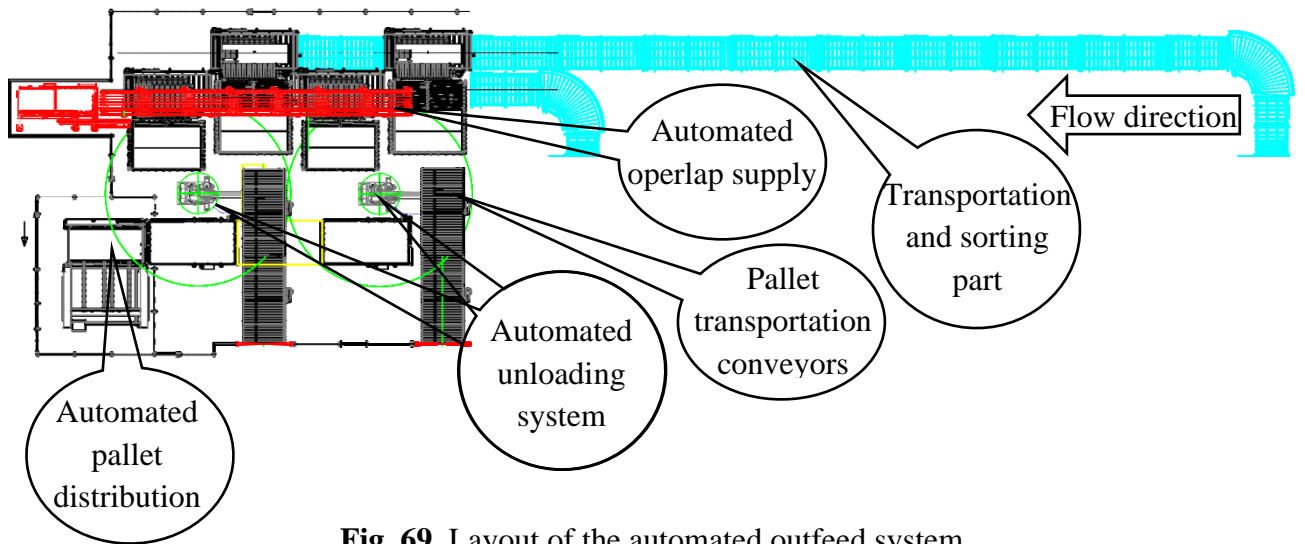 Flow direction
Automated
operlap supply
Transportation
and sorting
part
Pallet
transportation
conveyors
Automated
unloading
system
Automated
pallet
distribution
Fig. 69. Layout of the automated outfeed system